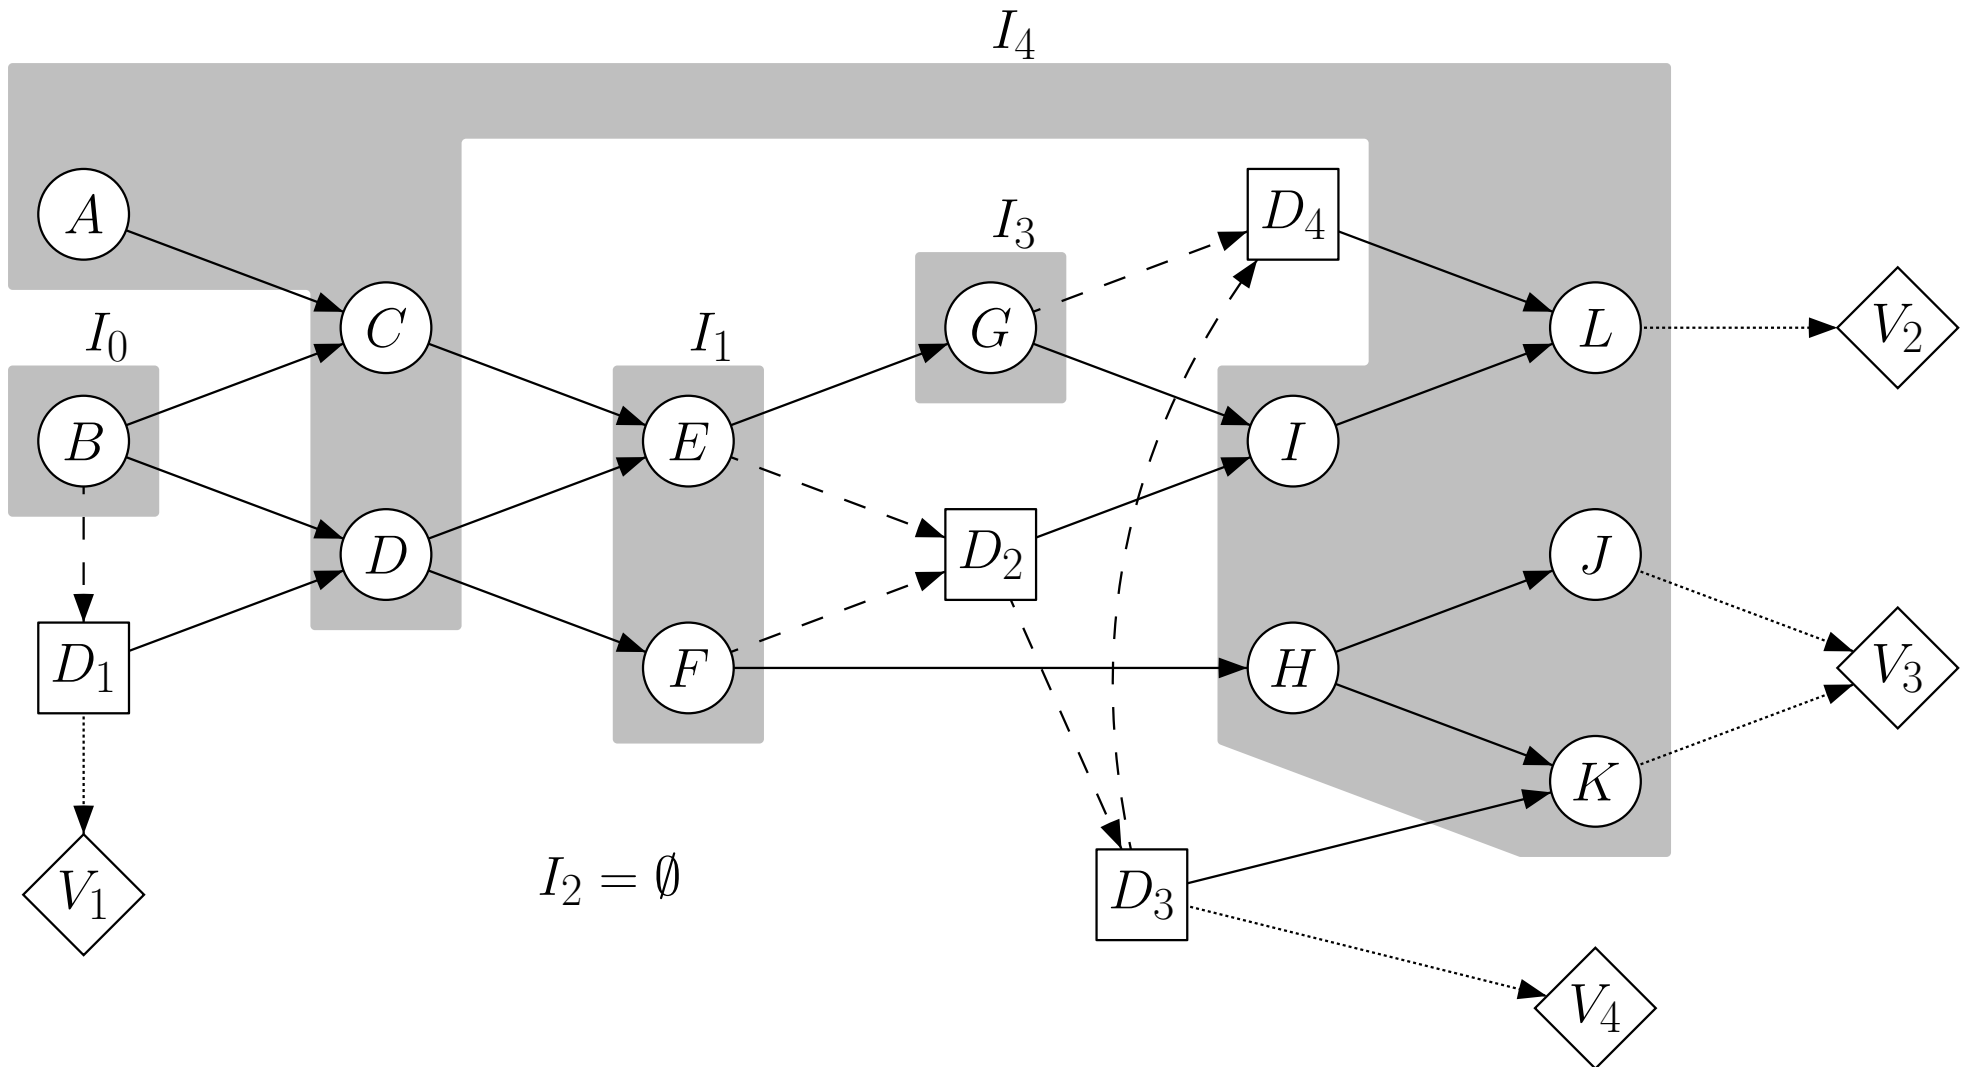 I₄
A
D₄
I₃
C
G
L
V₂
I₀
I₁
B
E
I
D
D₂
J
D₁
F
H
V₃
K
V₁
I₂ = ∅
D₃
V₄